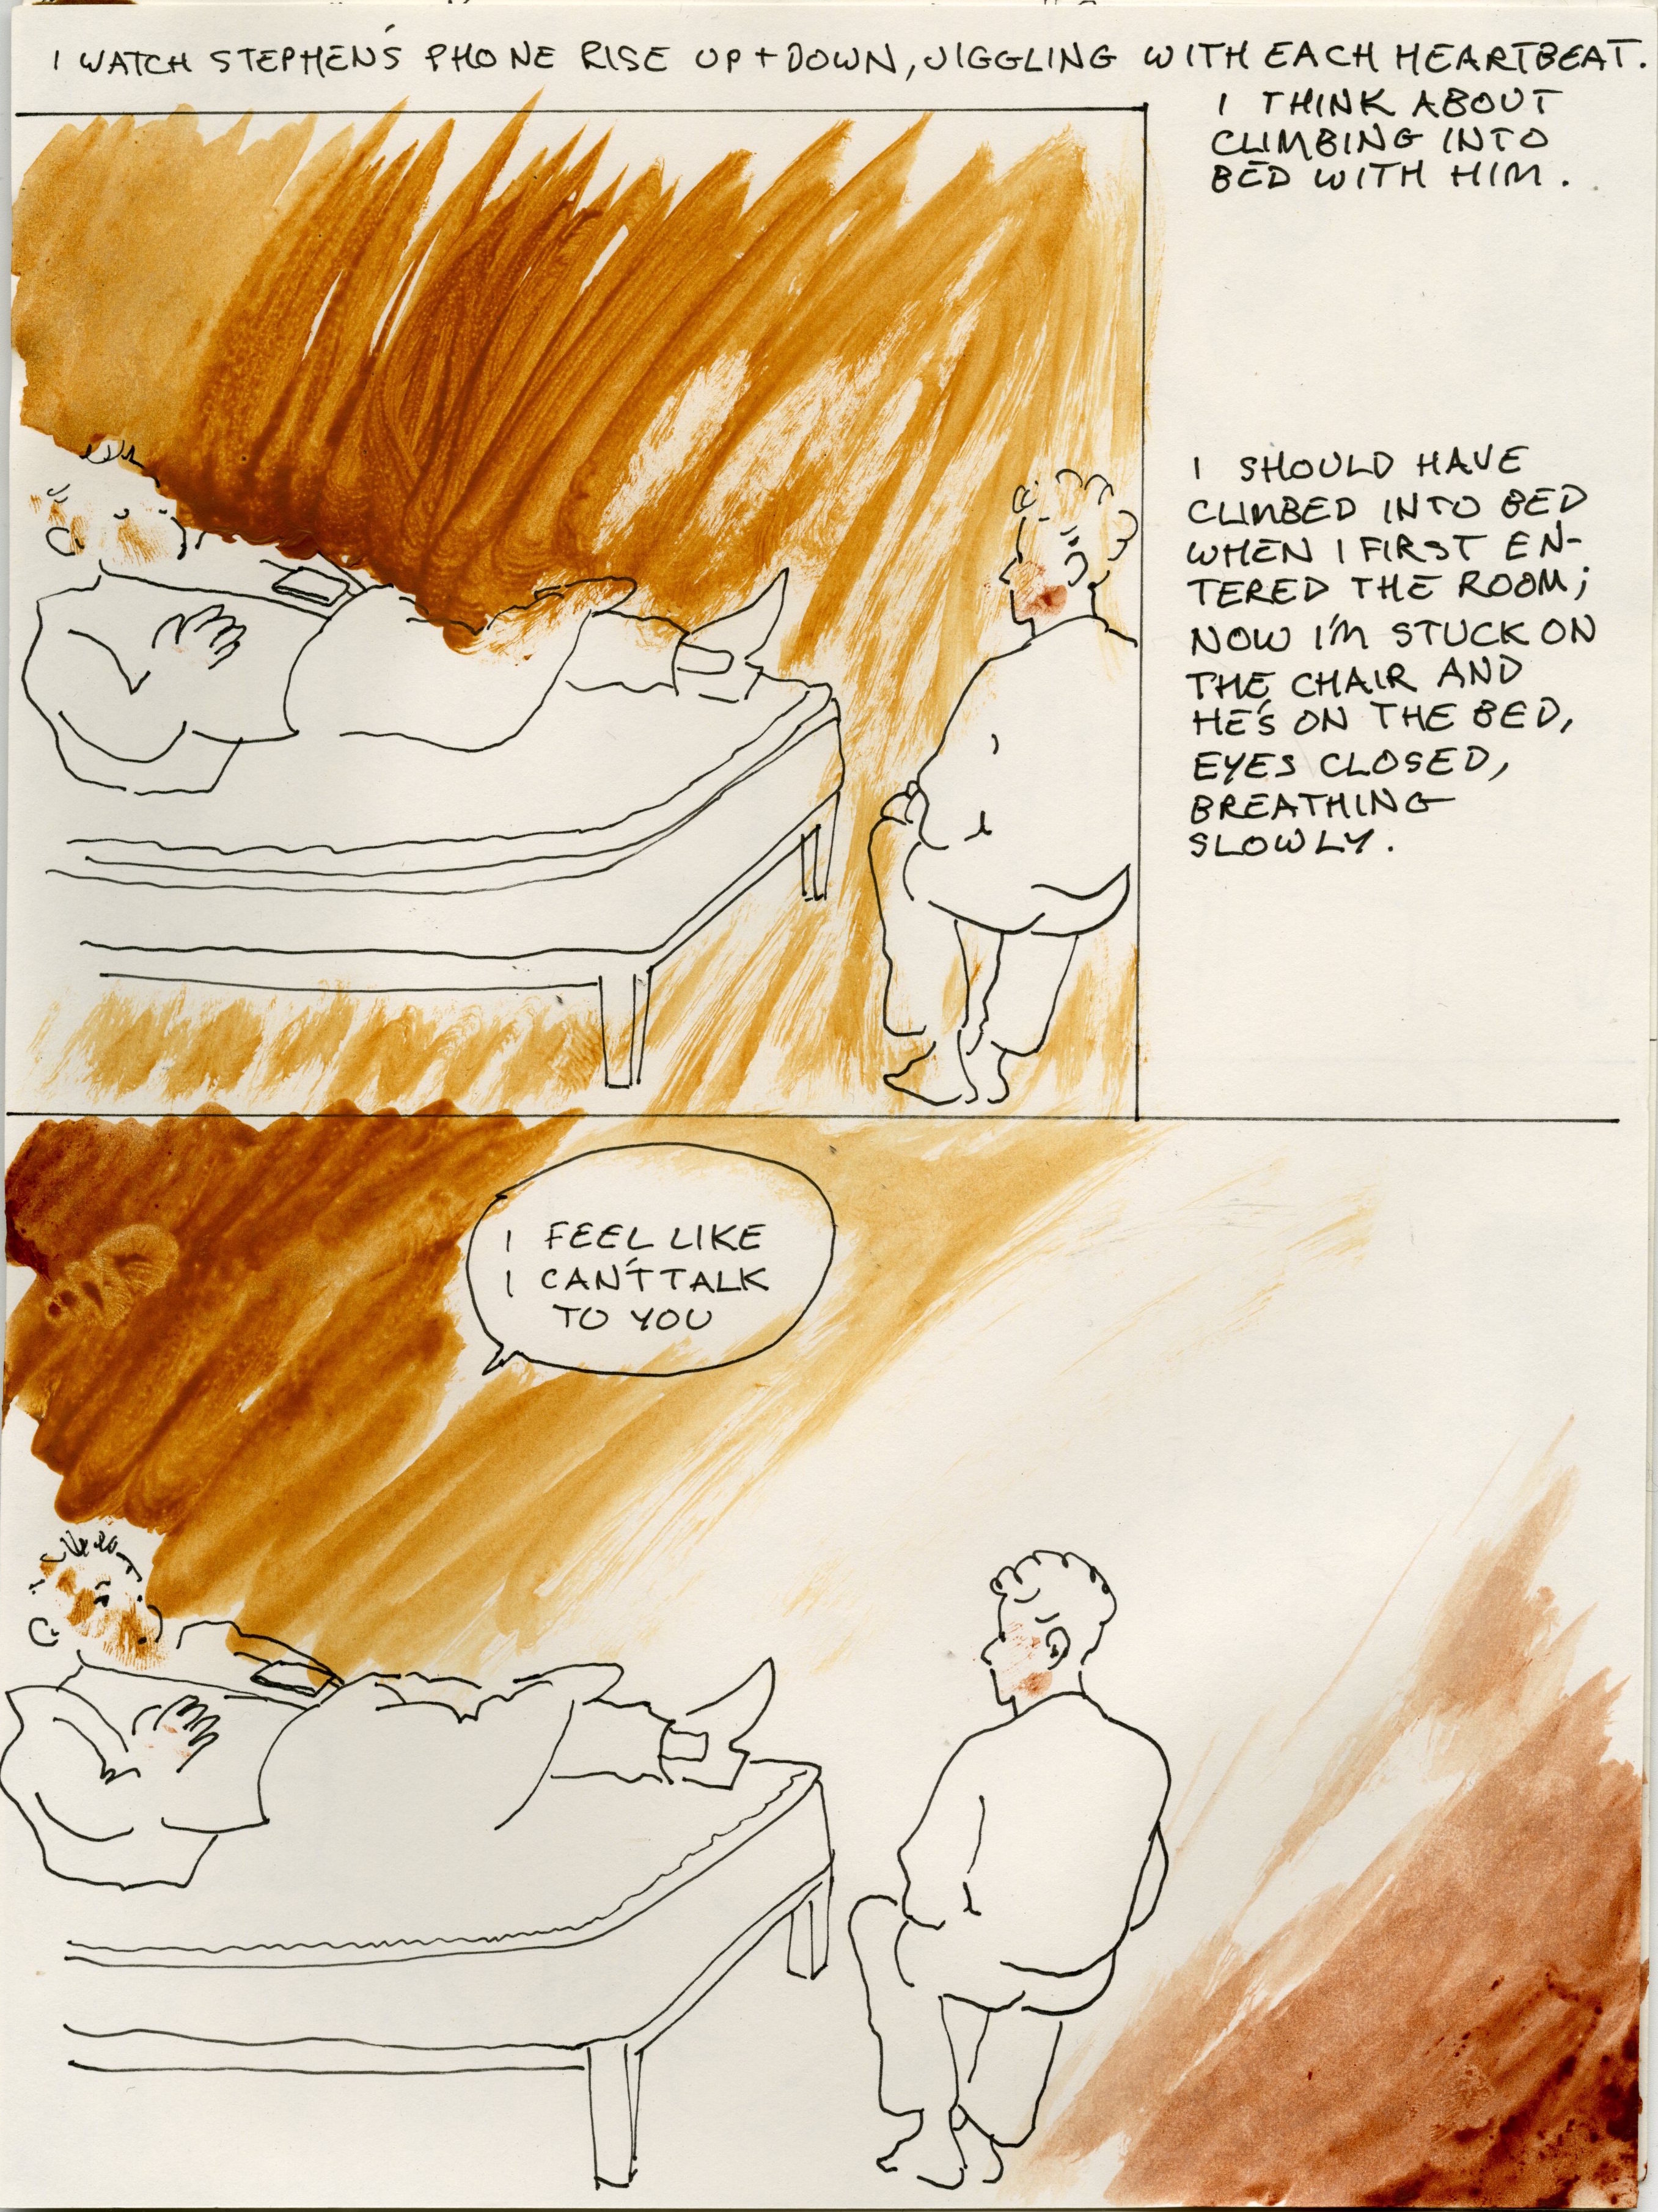 I WATCH STEPHEN'S PHONE RISE UP + DOWN, JIGGLING WITH EACH HEARTBEAT.
I THINK ABOUT
CLIMBING INTO
BED WITH HIM.
I SHOULD HAVE
CLIMBED INTO BED
WHEN I FIRST EN-
TERED THE ROOM;
NOW I'M STUCK ON
THE CHAIR AND
HE'S ON THE BED,
EYES CLOSED,
BREATHING
SLOWLY.
I FEEL LIKE
I CAN'T TALK
TO YOU